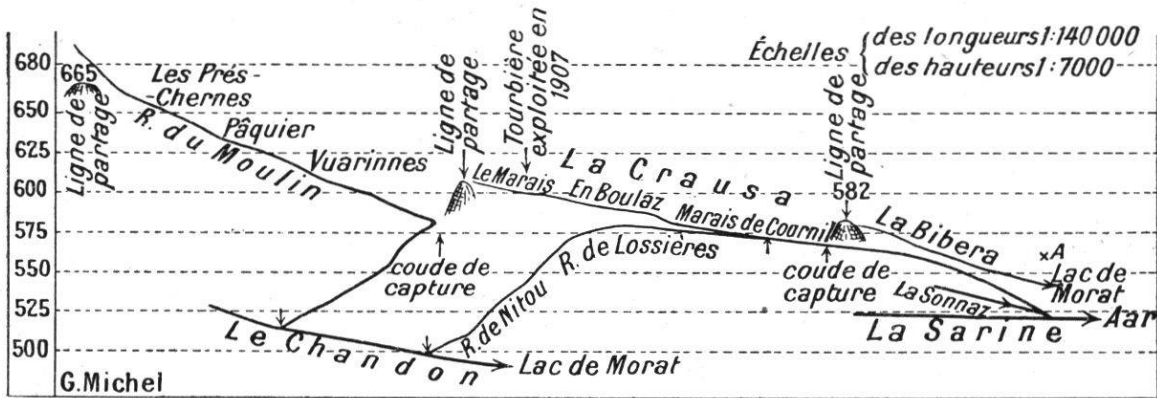 680
650
625
600
575
550
525
500
665
Ligne de
partage
Les Prés-
Chernes
R. du Moulin
Pâquier
Vuarinnes
Ligne de
partage
Tourbière
exploitée en
1907
Échelles
des longueurs 1:140 000
des hauteurs 1:7000
La Crausa
Le Marais
En Boulaz
Marais de Cournil
Ligne de
partage
582
La Bibera
A
Lac de
Morat
coude de
capture
R. de Nitou
R. de Lossières
coude de
capture
La Sonnaz
La Sarine
Aar
Le Chandon
Lac de Morat
G. Michel